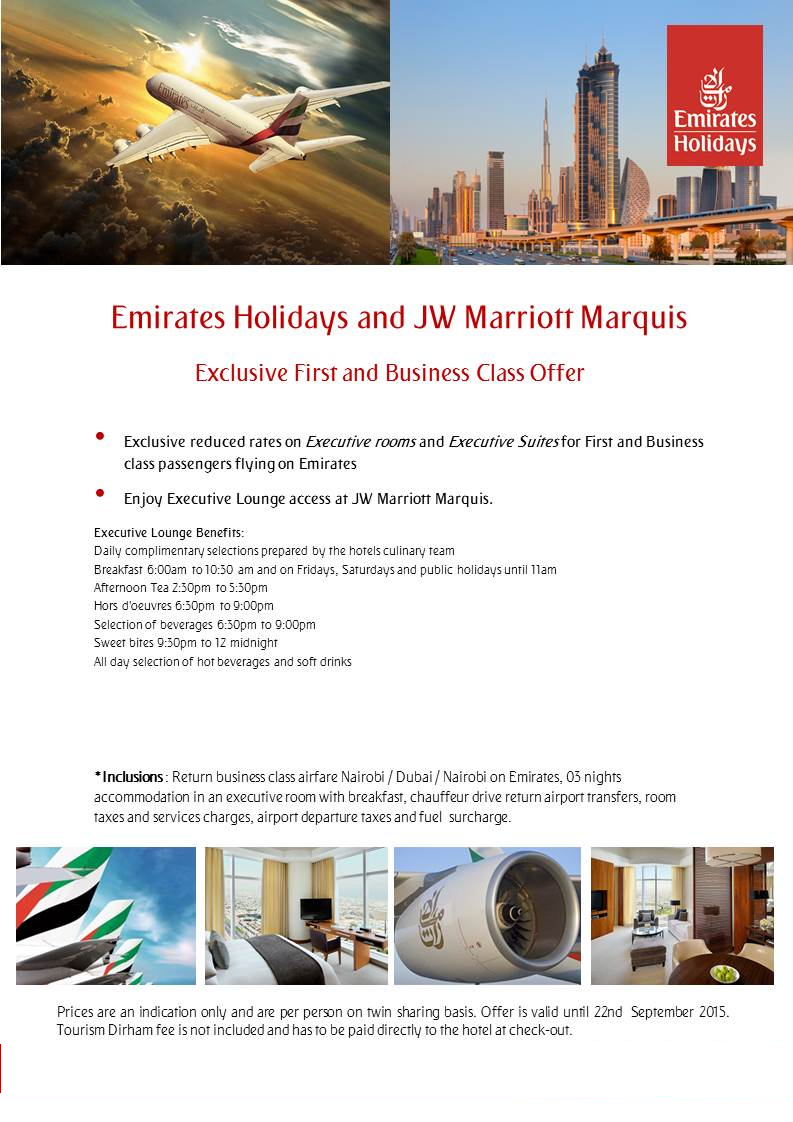 Emirates
Emirates
Holidays
Emirates Holidays and JW Marriott Marquis
Exclusive First and Business Class Offer
• Exclusive reduced rates on Executive rooms and Executive Suites for First and Business
class passengers flying on Emirates
• Enjoy Executive Lounge access at JW Marriott Marquis.
Executive Lounge Benefits:
Daily complimentary selections prepared by the hotels culinary team
Breakfast 6:00am to 10:30 am and on Fridays, Saturdays and public holidays until 11am
Afternoon Tea 2:30pm to 5:30pm
Hors d'oeuvres 6:30pm to 9:00pm
Selection of beverages 6:30pm to 9:00pm
Sweet bites 9:30pm to 12 midnight
All day selection of hot beverages and soft drinks
*Inclusions : Return business class airfare Nairobi / Dubai / Nairobi on Emirates, 03 nights
accommodation in an executive room with breakfast, chauffeur drive return airport transfers, room
taxes and services charges, airport departure taxes and fuel surcharge.
Prices are an indication only and are per person on twin sharing basis. Offer is valid until 22nd September 2015.
Tourism Dirham fee is not included and has to be paid directly to the hotel at check-out.